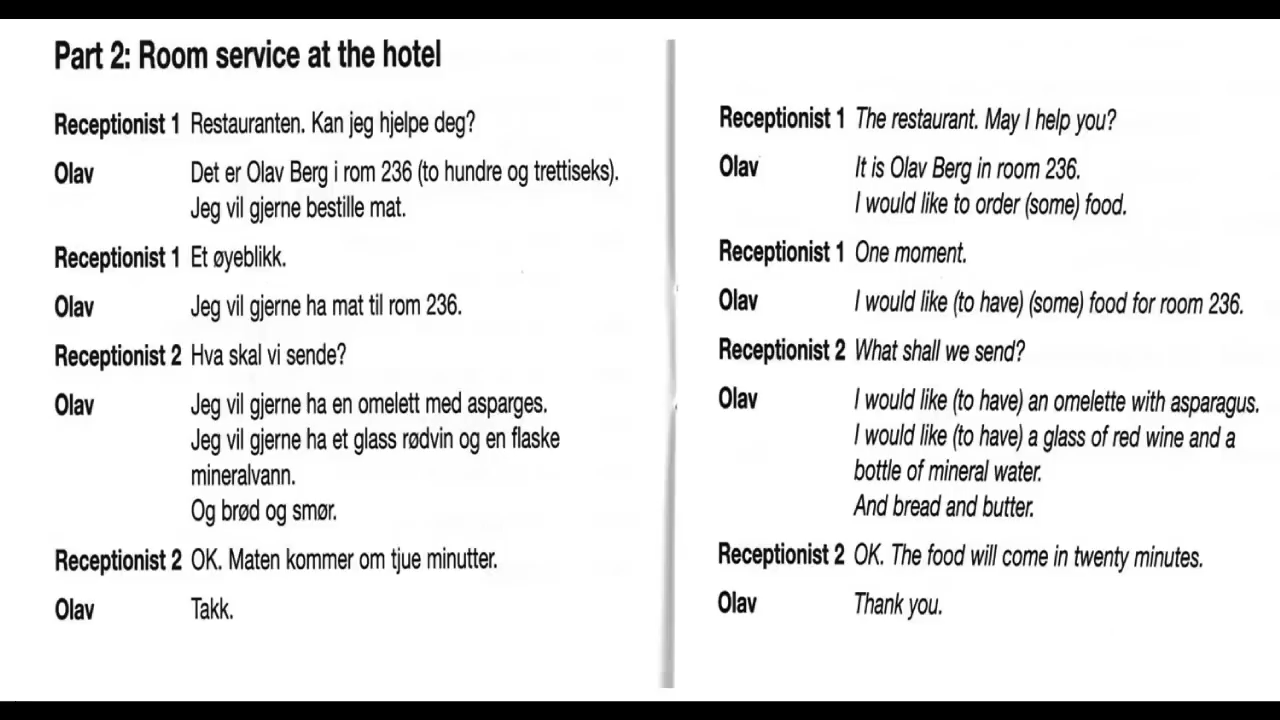 Part 2: Room service at the hotel
Receptionist 1 Restauranten. Kan jeg hjelpe deg?
Olav Det er Olav Berg i rom 236 (to hundre og trettiseks).
Jeg vil gjerne bestille mat.
Receptionist 1 Et øyeblikk.
Olav Jeg vil gjerne ha mat til rom 236.
Receptionist 2 Hva skal vi sende?
Olav Jeg vil gjerne ha en omelett med asparges.
Jeg vil gjerne ha et glass rødvin og en flaske
mineralvann.
Og brød og smør.
Receptionist 2 OK. Maten kommer om tjue minutter.
Olav Takk.
Receptionist 1 The restaurant. May I help you?
Olav It is Olav Berg in room 236.
I would like to order (some) food.
Receptionist 1 One moment.
Olav I would like (to have) (some) food for room 236.
Receptionist 2 What shall we send?
Olav I would like (to have) an omelette with asparagus.
I would like (to have) a glass of red wine and a
bottle of mineral water.
And bread and butter.
Receptionist 2 OK. The food will come in twenty minutes.
Olav Thank you.